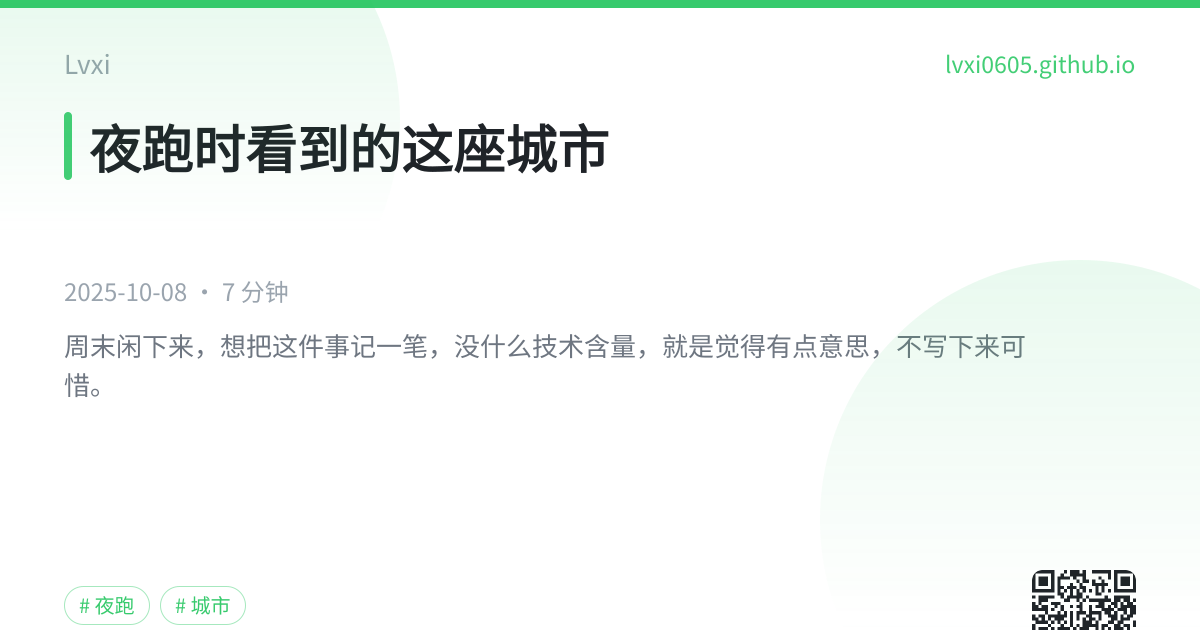 Lvxi
lvxi0605.github.io
夜跑时看到的这座城市
2025-10-08 · 7 分钟
周末闲下来，想把这件事记一笔，没什么技术含量，就是觉得有点意思，不写下来可
惜。
# 夜跑
# 城市